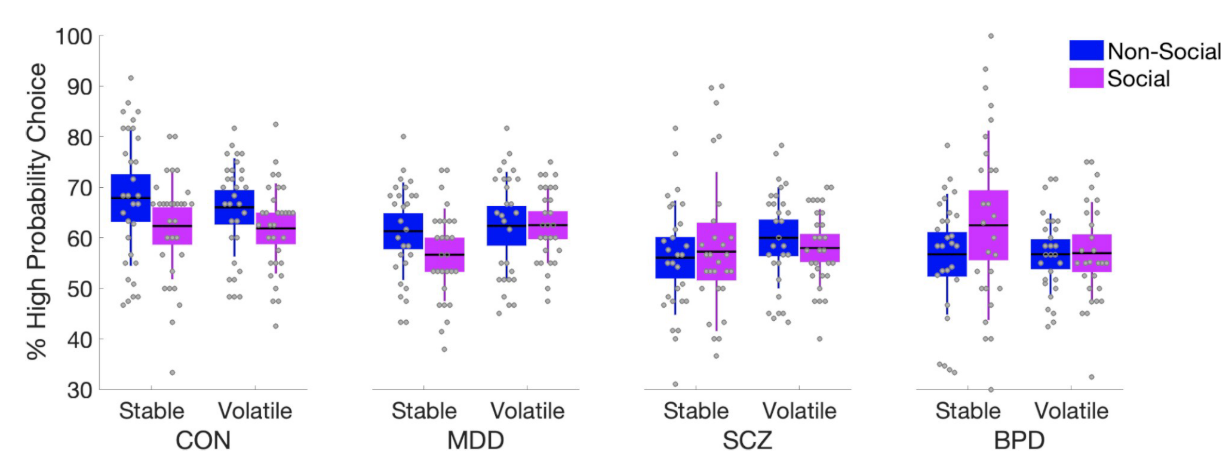 % High Probability Choice
100
90
80
70
60
50
40
30
Non-Social
Social
Stable Volatile Stable Volatile Stable Volatile Stable Volatile
CON MDD SCZ BPD